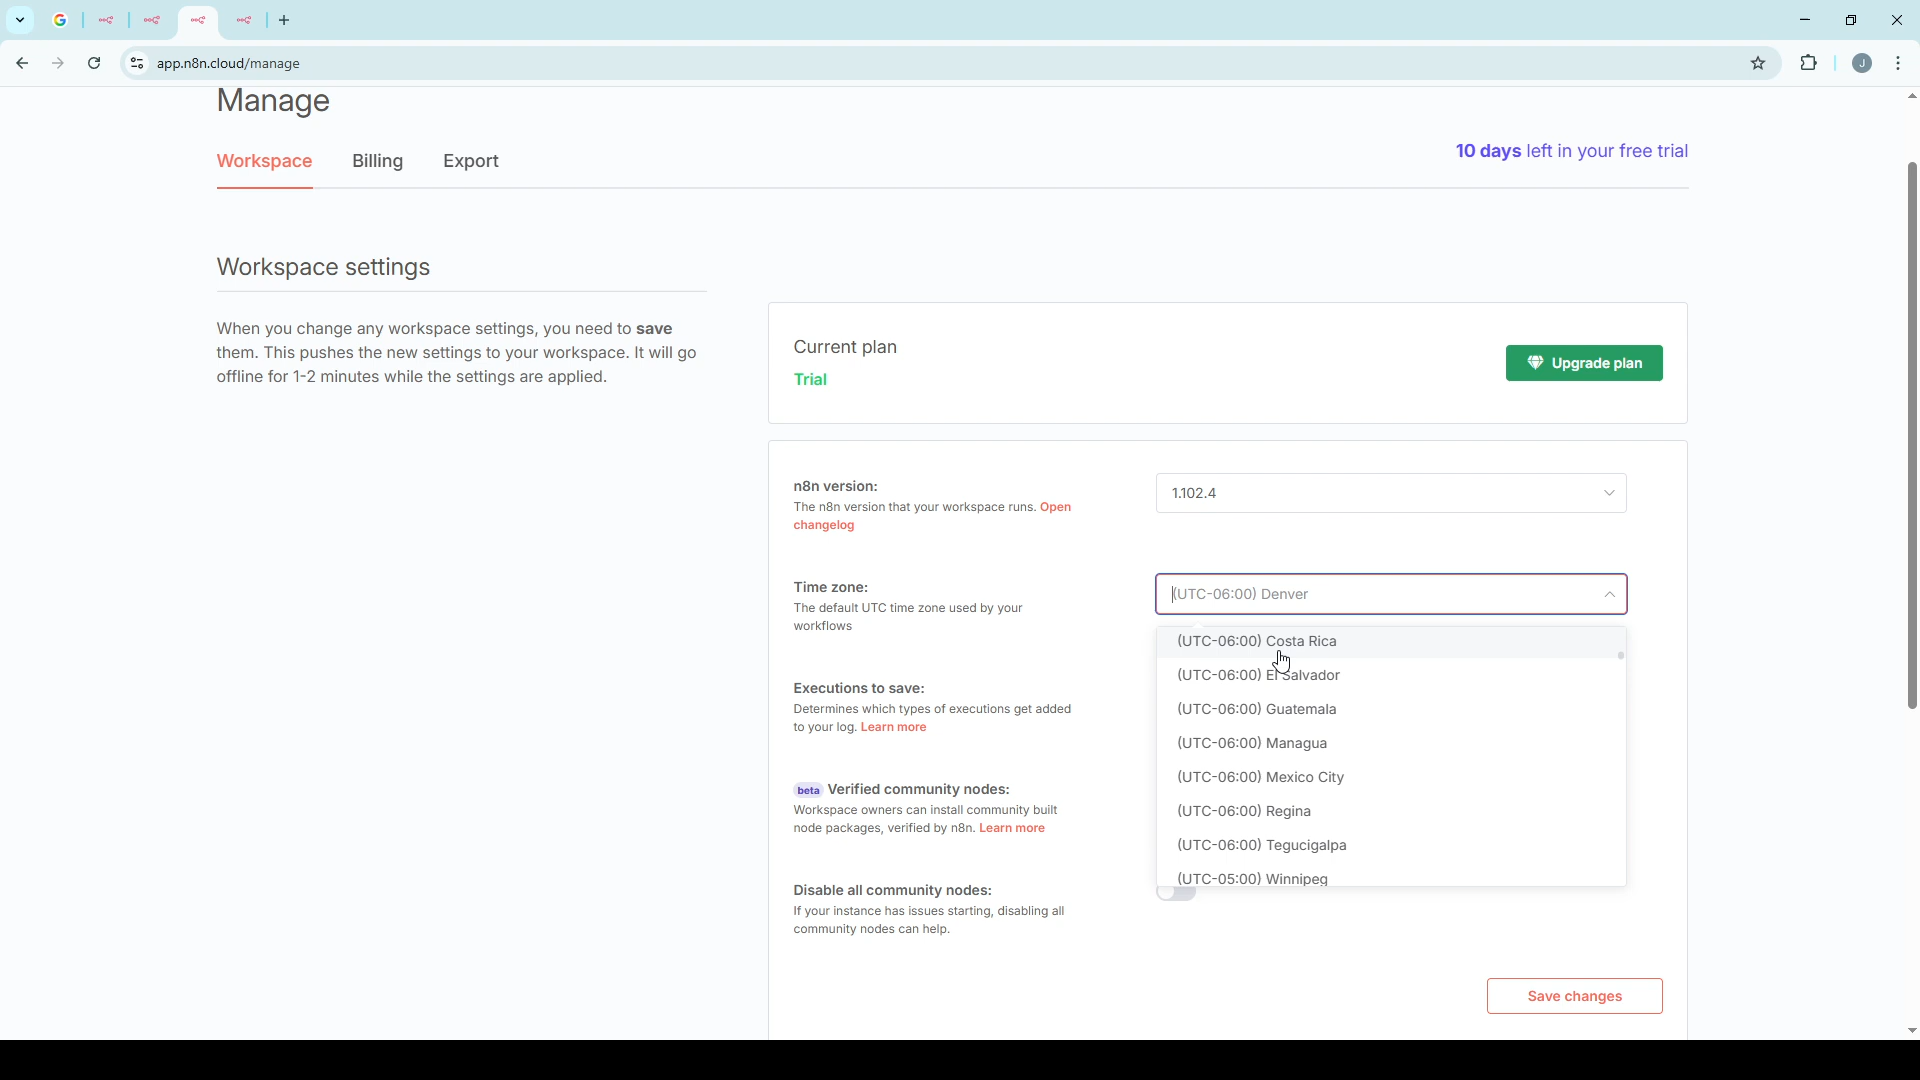 app.n8n.cloud/manage
J
Manage
Workspace
Billing
Export
10 days left in your free trial
Workspace settings
When you change any workspace settings, you need to save
them. This pushes the new settings to your workspace. It will go
offline for 1-2 minutes while the settings are applied.
Current plan
Trial
Upgrade plan
n8n version:
The n8n version that your workspace runs. Open
changelog
1.102.4
Time zone:
The default UTC time zone used by your
workflows
(UTC-06:00) Denver
(UTC-06:00) Costa Rica
(UTC-06:00) El Salvador
(UTC-06:00) Guatemala
(UTC-06:00) Managua
(UTC-06:00) Mexico City
(UTC-06:00) Regina
(UTC-06:00) Tegucigalpa
(UTC-05:00) Winnipeg
Executions to save:
Determines which types of executions get added
to your log. Learn more
beta Verified community nodes:
Workspace owners can install community built
node packages, verified by n8n. Learn more
Disable all community nodes:
If your instance has issues starting, disabling all
community nodes can help.
Save changes